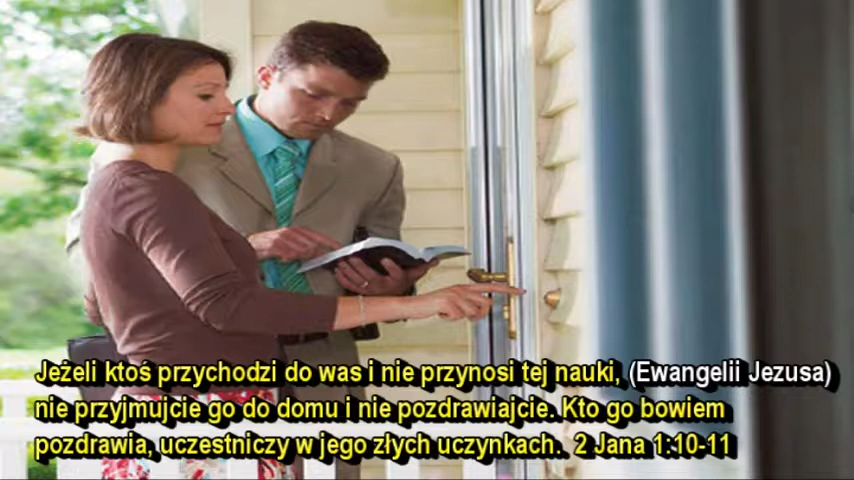 Jeżeli ktoś przychodzi do was i nie przynosi tej nauki, (Ewangelii Jezusa)
nie przyjmujcie go do domu i nie pozdrawiajcie. Kto go bowiem
pozdrawia, uczestniczy w jego złych uczynkach. 2 Jana 1:10-11